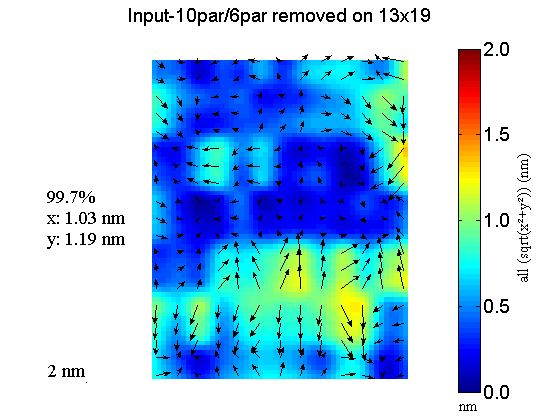 Input-10par/6par removed on 13x19
99.7%
x: 1.03 nm
y: 1.19 nm
2 nm
2.0
1.5
1.0
0.5
0.0
nm
all (sqrt(x²+y²)) (nm)